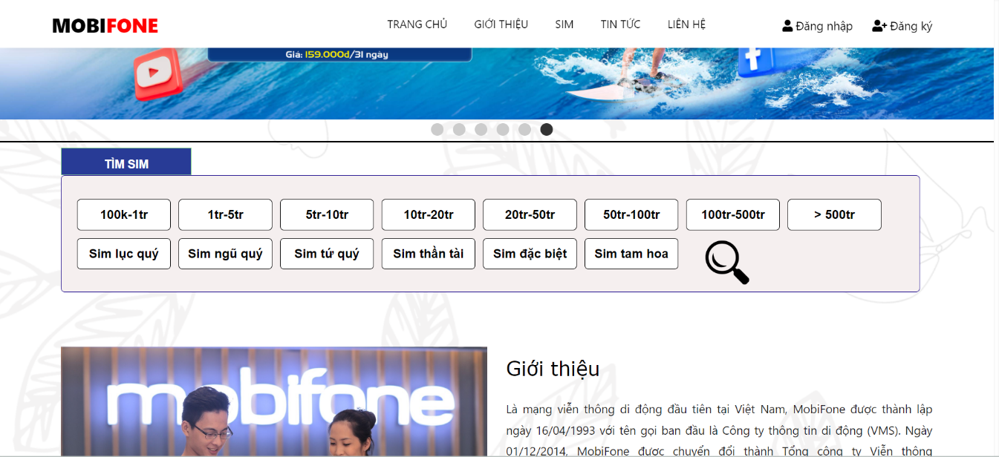 MOBIFONE
TRANG CHỦ
GIỚI THIỆU
SIM
TIN TỨC
LIÊN HỆ
Đăng nhập
Đăng ký
Giá: 159.000đ/31 ngày
TÌM SIM
100k-1tr
1tr-5tr
5tr-10tr
10tr-20tr
20tr-50tr
50tr-100tr
100tr-500tr
> 500tr
Sim lục quý
Sim ngũ quý
Sim tứ quý
Sim thần tài
Sim đặc biệt
Sim tam hoa
mobifone
Giới thiệu
Là mạng viễn thông di động đầu tiên tại Việt Nam, MobiFone được thành lập
ngày 16/04/1993 với tên gọi ban đầu là Công ty thông tin di động (VMS). Ngày
01/12/2014, MobiFone được chuyển đổi thành Tổng công ty Viễn thông